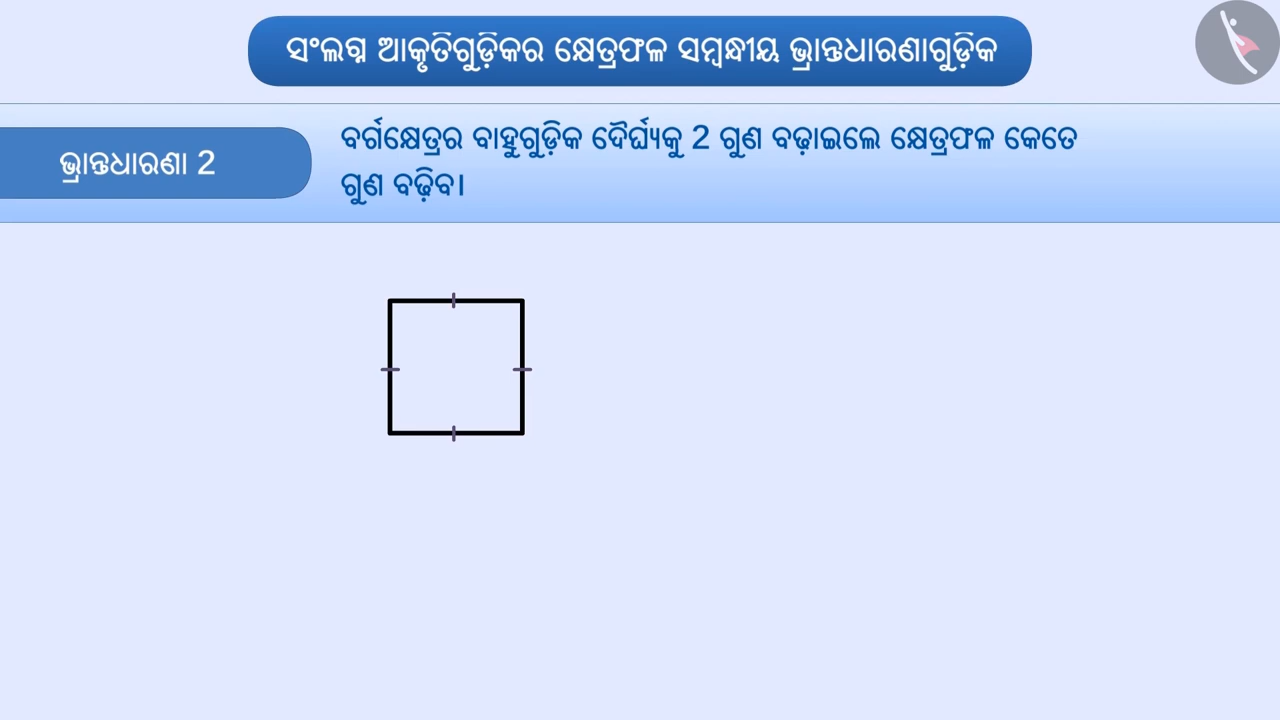 ସଂଲଗ୍ନ ଆକୃତିଗୁଡ଼ିକର କ୍ଷେତ୍ରଫଳ ସମ୍ବନ୍ଧୀୟ ଭ୍ରାନ୍ତଧାରଣାଗୁଡ଼ିକ
ଭ୍ରାନ୍ତଧାରଣା 2
ବର୍ଗକ୍ଷେତ୍ରର ବାହୁଗୁଡ଼ିକ ଦୈର୍ଘ୍ୟକୁ 2 ଗୁଣ ବଢ଼ାଇଲେ କ୍ଷେତ୍ରଫଳ କେତେ
ଗୁଣ ବଢ଼ିବ।